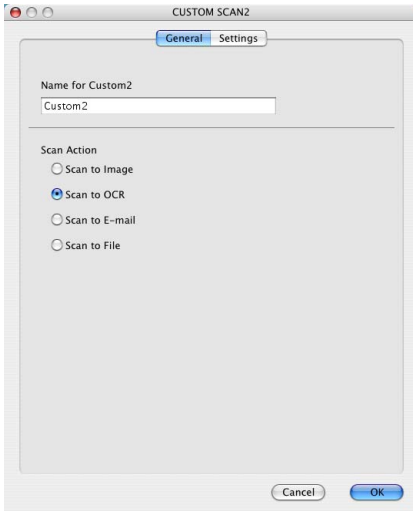 CUSTOM SCAN2
General Settings
Name for Custom2
Custom2
Scan Action
Scan to Image
Scan to OCR
Scan to E-mail
Scan to File
Cancel OK